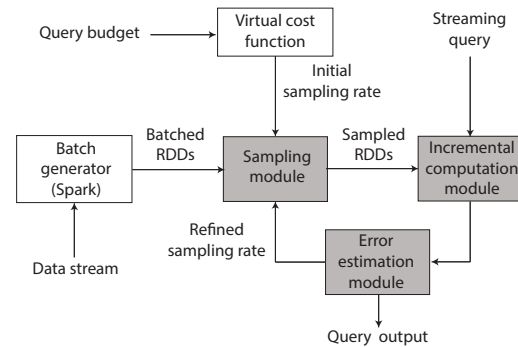 Query budget
Virtual cost
function
Streaming
query
Initial
sampling rate
Batch
generator
(Spark)
Batched
RDDs
Sampling
module
Sampled
RDDs
Incremental
computation
module
Data stream
Refined
sampling rate
Error
estimation
module
Query output